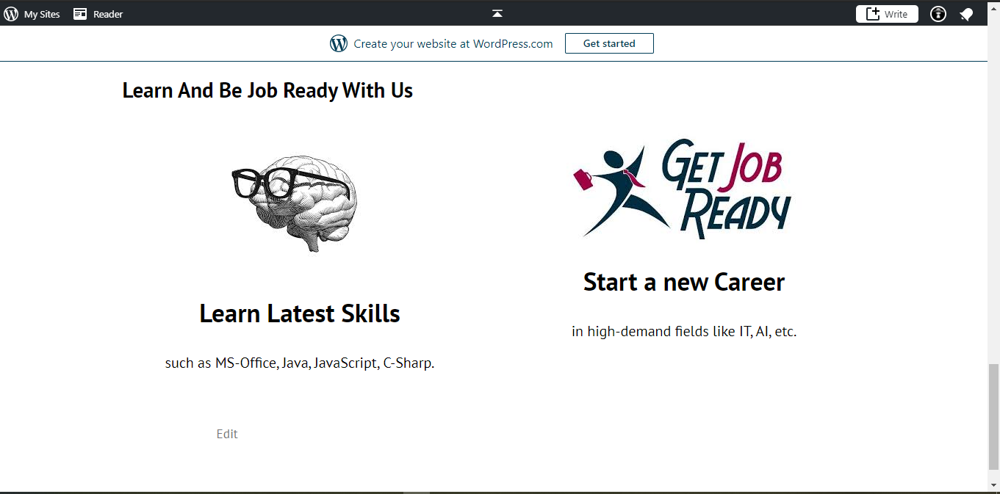 My Sites
Reader
Write
Create your website at WordPress.com
Get started
Learn And Be Job Ready With Us
Learn Latest Skills
such as MS-Office, Java, JavaScript, C-Sharp.
GET JOB
READY
Start a new Career
in high-demand fields like IT, AI, etc.
Edit